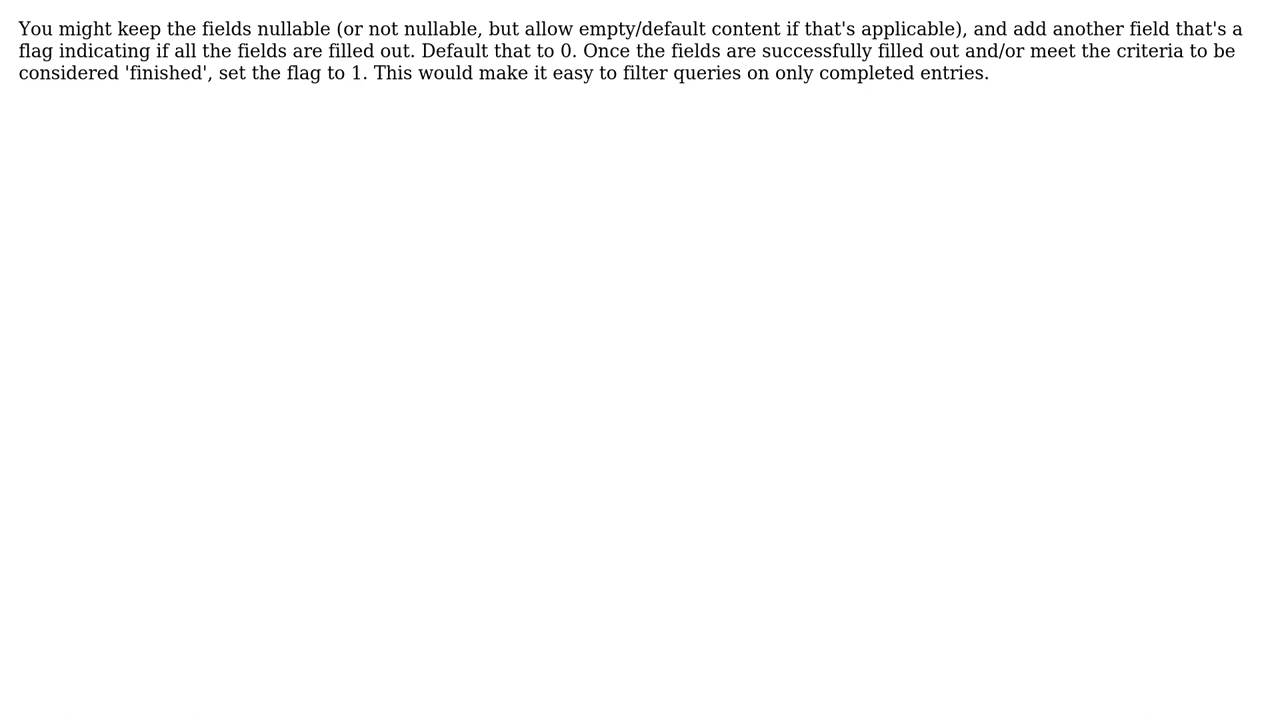 You might keep the fields nullable (or not nullable, but allow empty/default content if that's applicable), and add another field that's a
flag indicating if all the fields are filled out. Default that to 0. Once the fields are successfully filled out and/or meet the criteria to be
considered 'finished', set the flag to 1. This would make it easy to filter queries on only completed entries.